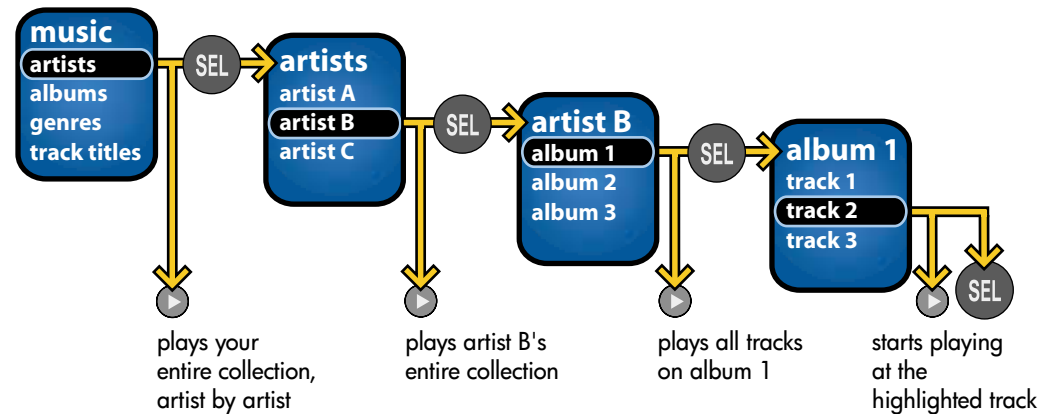 music
artists
albums
genres
track titles
SEL
artists
artist A
artist B
artist C
SEL
artist B
album 1
album 2
album 3
SEL
album 1
track 1
track 2
track 3
SEL
plays your
entire collection,
artist by artist
plays artist B's
entire collection
plays all tracks
on album 1
starts playing
at the
highlighted track